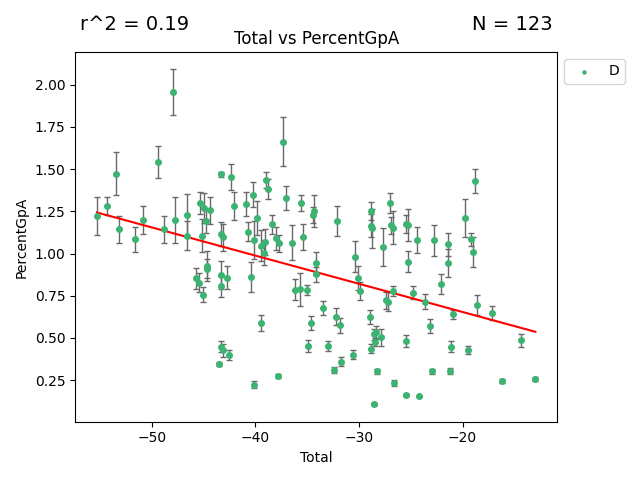 r^2 = 0.19
N = 123
Total vs PercentGpA
D
PercentGpA
2.00
1.75
1.50
1.25
1.00
0.75
0.50
0.25
−50
−40
−30
−20
Total